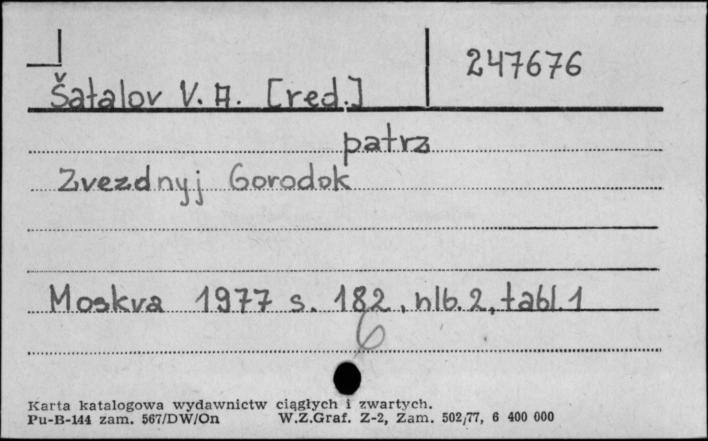 247676
Šatalov V. A. [red.]
patrz
Zvezdnyj Gorodok
Moskva 1977 s. 182, nlb. 2, tabl. 1
6
Karta katalogowa wydawnictw ciągłych i zwartych.
Pu-B-144 zam. 567/DW/On W.Z.Graf. Z-2, Zam. 502/77, 6 400 000